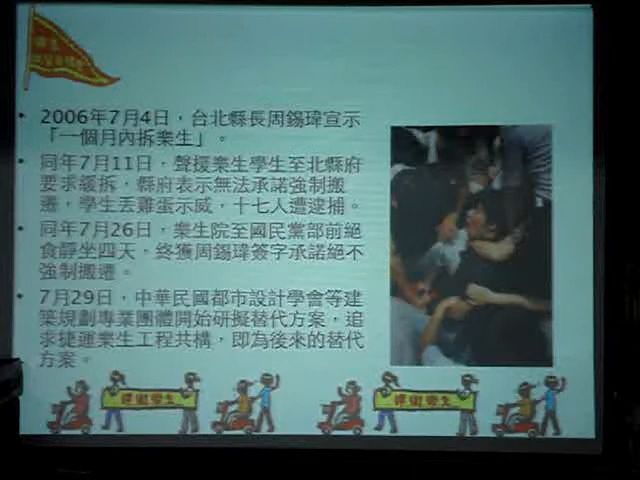 2006年7月4日，台北縣長周錫瑋宣示
「一個月內拆樂生」。
同年7月11日，聲援樂生學生至北縣府
要求緩拆，縣府表示無法承諾強制搬
遷，學生丟雞蛋示威，十七人遭逮捕。
同年7月26日，樂生院至國民黨部前絕
食靜坐四天，終獲周錫瑋簽字承諾絕不
強制搬遷。
7月29日，中華民國都市設計學會等建
築規劃專業團體開始研擬替代方案，追
求捷運樂生工程共構，即為後來的替代
方案。
捍衛樂生
捍衛樂生